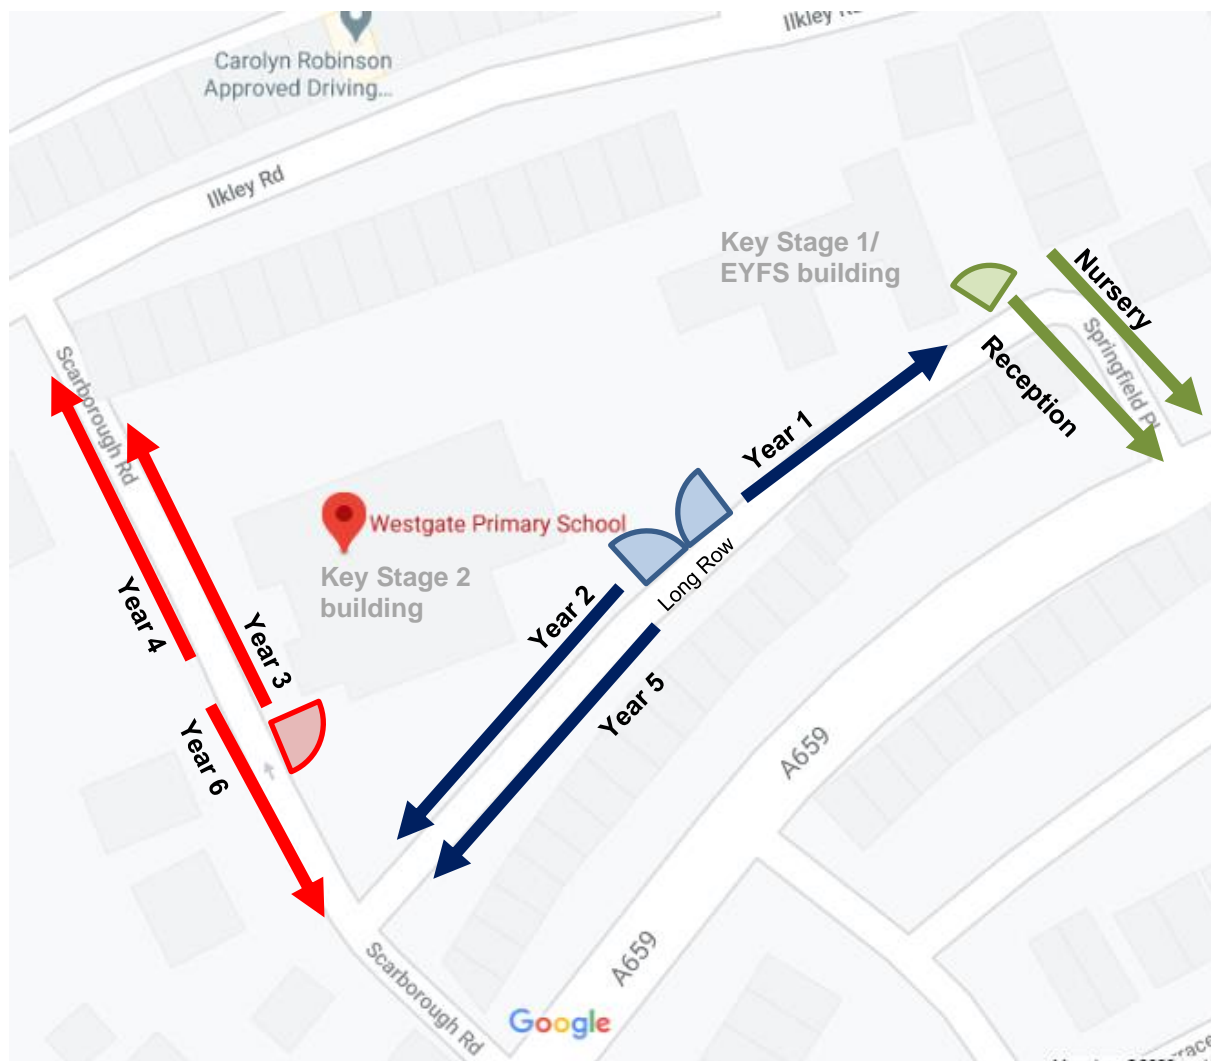 Ilkley Rd
Carolyn Robinson
Approved Driving...
Ilkley Rd
Key Stage 1/
EYFS building
Nursery
Springfield Pl
Reception
Scarborough Rd
Year 1
Westgate Primary School
Key Stage 2
building
Long Row
Year 4
Year 3
Year 2
Year 5
Year 6
A659
A659
Scarborough Rd
Google